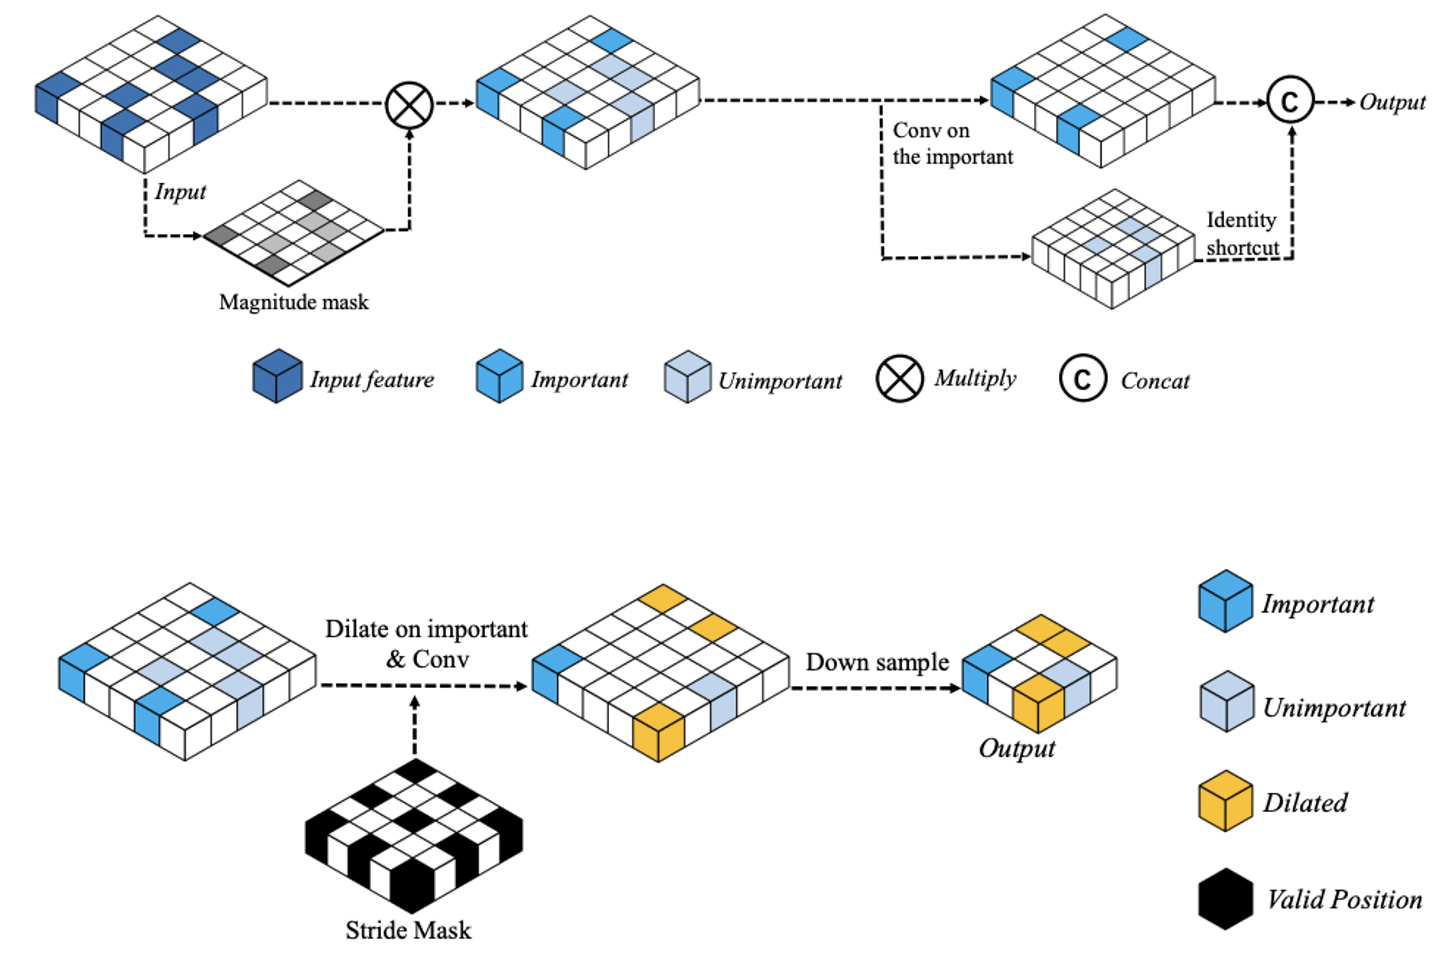 Input
Magnitude mask
Conv on
the important
Identity
shortcut
C
Output
Input feature
Important
Unimportant
Multiply
C
Concat
Dilate on important
& Conv
Stride Mask
Down sample
Output
Important
Unimportant
Dilated
Valid Position